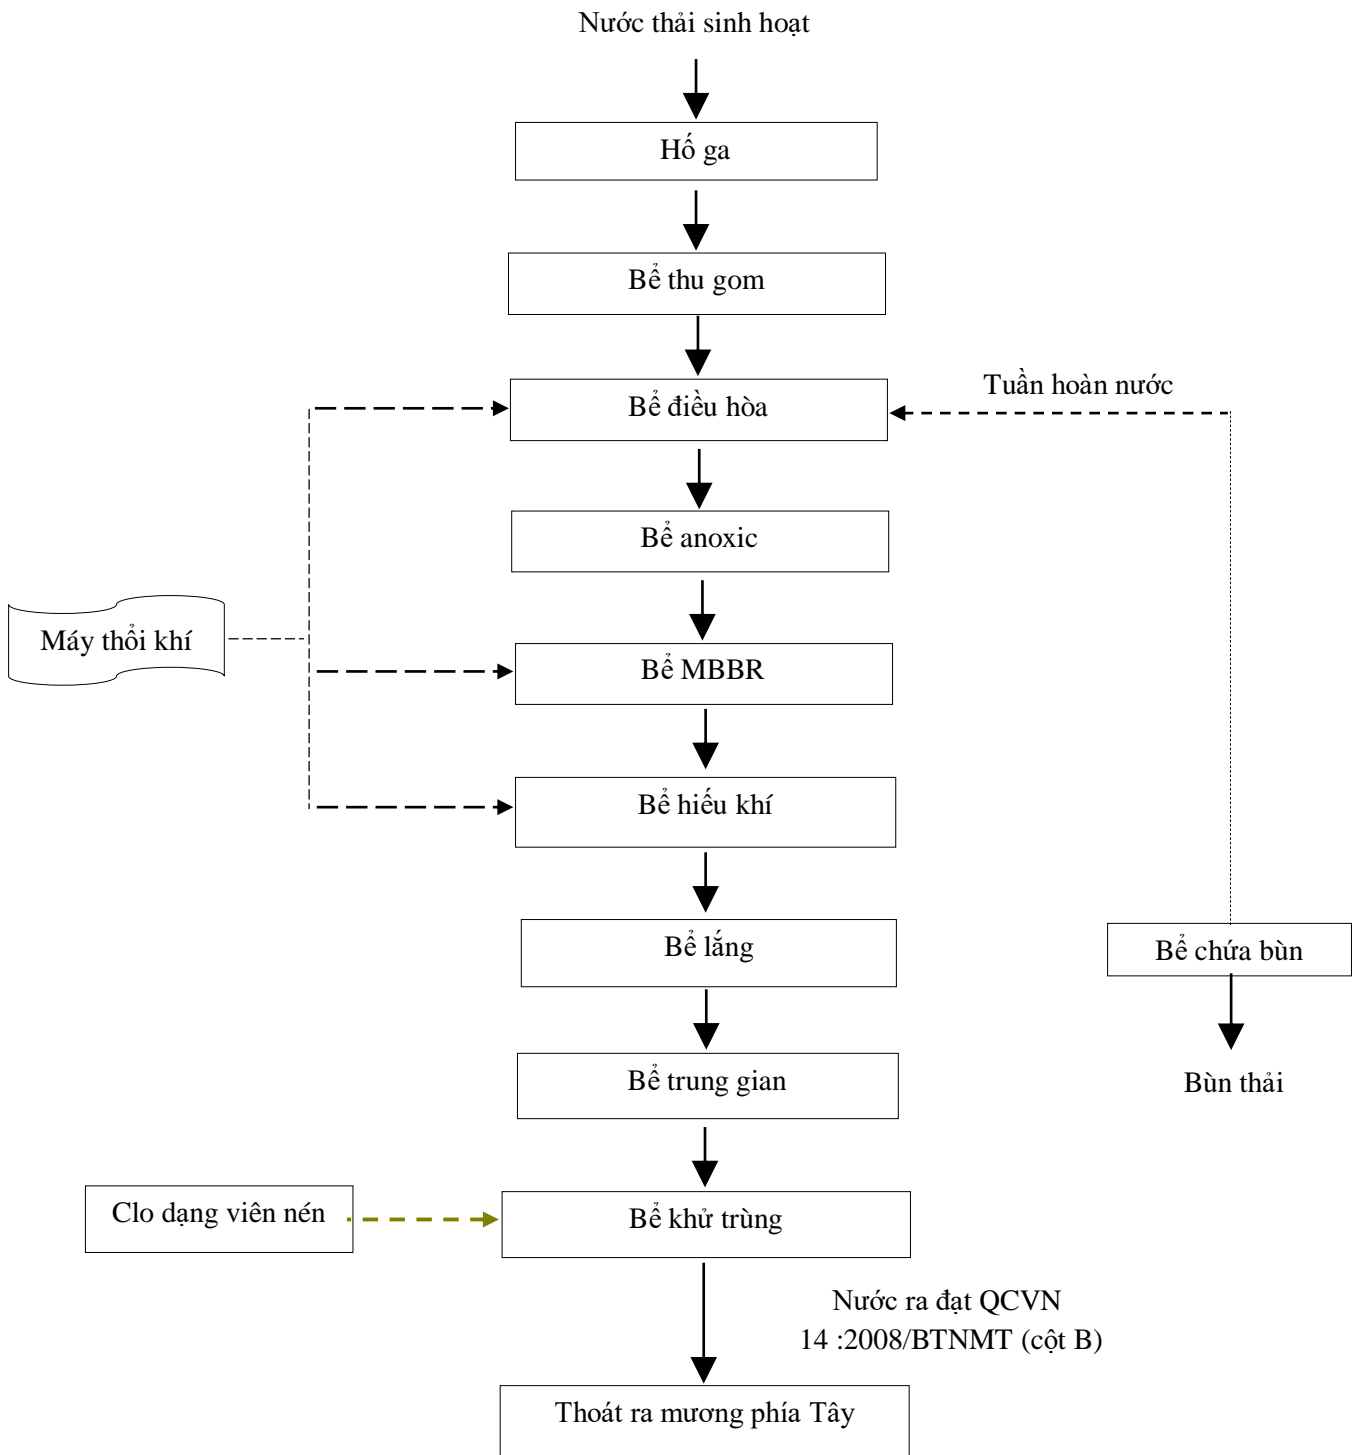 Nước thải sinh hoạt
Hố ga
Bể thu gom
Bể điều hòa
Tuần hoàn nước
Bể anoxic
Máy thổi khí
Bể MBBR
Bể hiếu khí
Bể lắng
Bể chứa bùn
Bể trung gian
Bùn thải
Clo dạng viên nén
Bể khử trùng
Nước ra đạt QCVN
14 :2008/BTNMT (cột B)
Thoát ra mương phía Tây